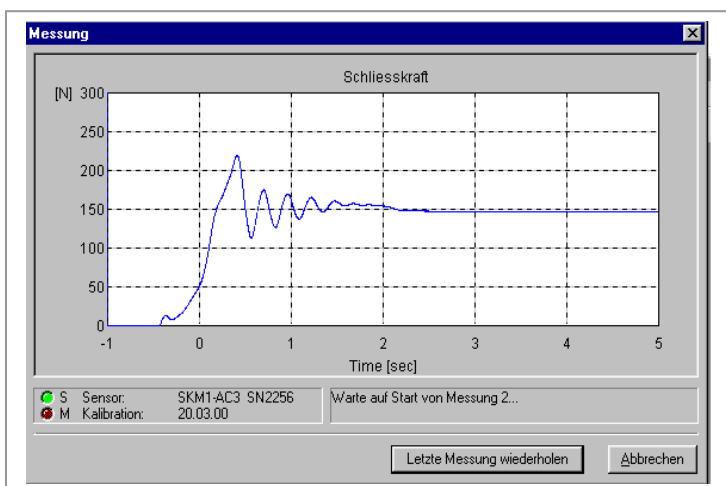 Messung
Schliesskraft
[N] 300
250
200
150
100
50
0
-1 0 1 2 3 4 5
Time [sec]
S Sensor: SKM1-AC3 SN2256
M Kalibration: 20.03.00
Warte auf Start von Messung 2...
Letzte Messung wiederholen
Abbrechen